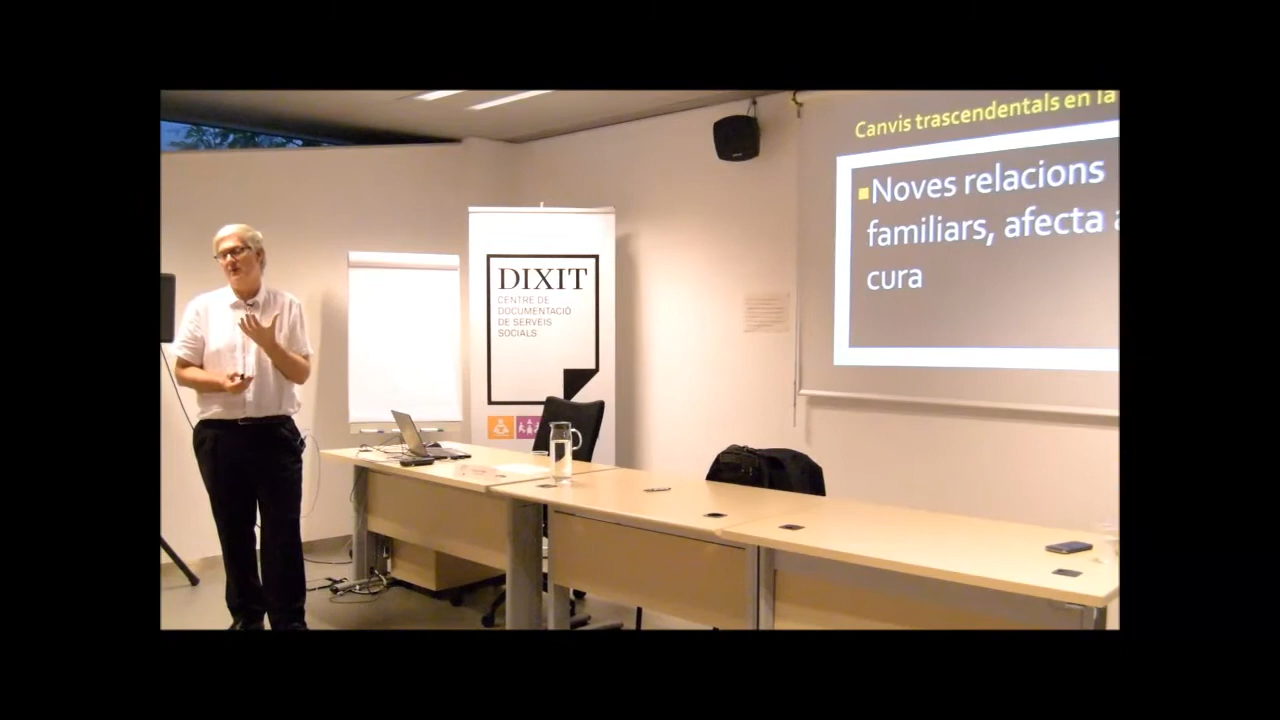 DIXIT
CENTRE DE
DOCUMENTACIÓ
DE SERVEIS
SOCIALS
Canvis trascendentals en la
Noves relacions
familiars, afecta a
cura